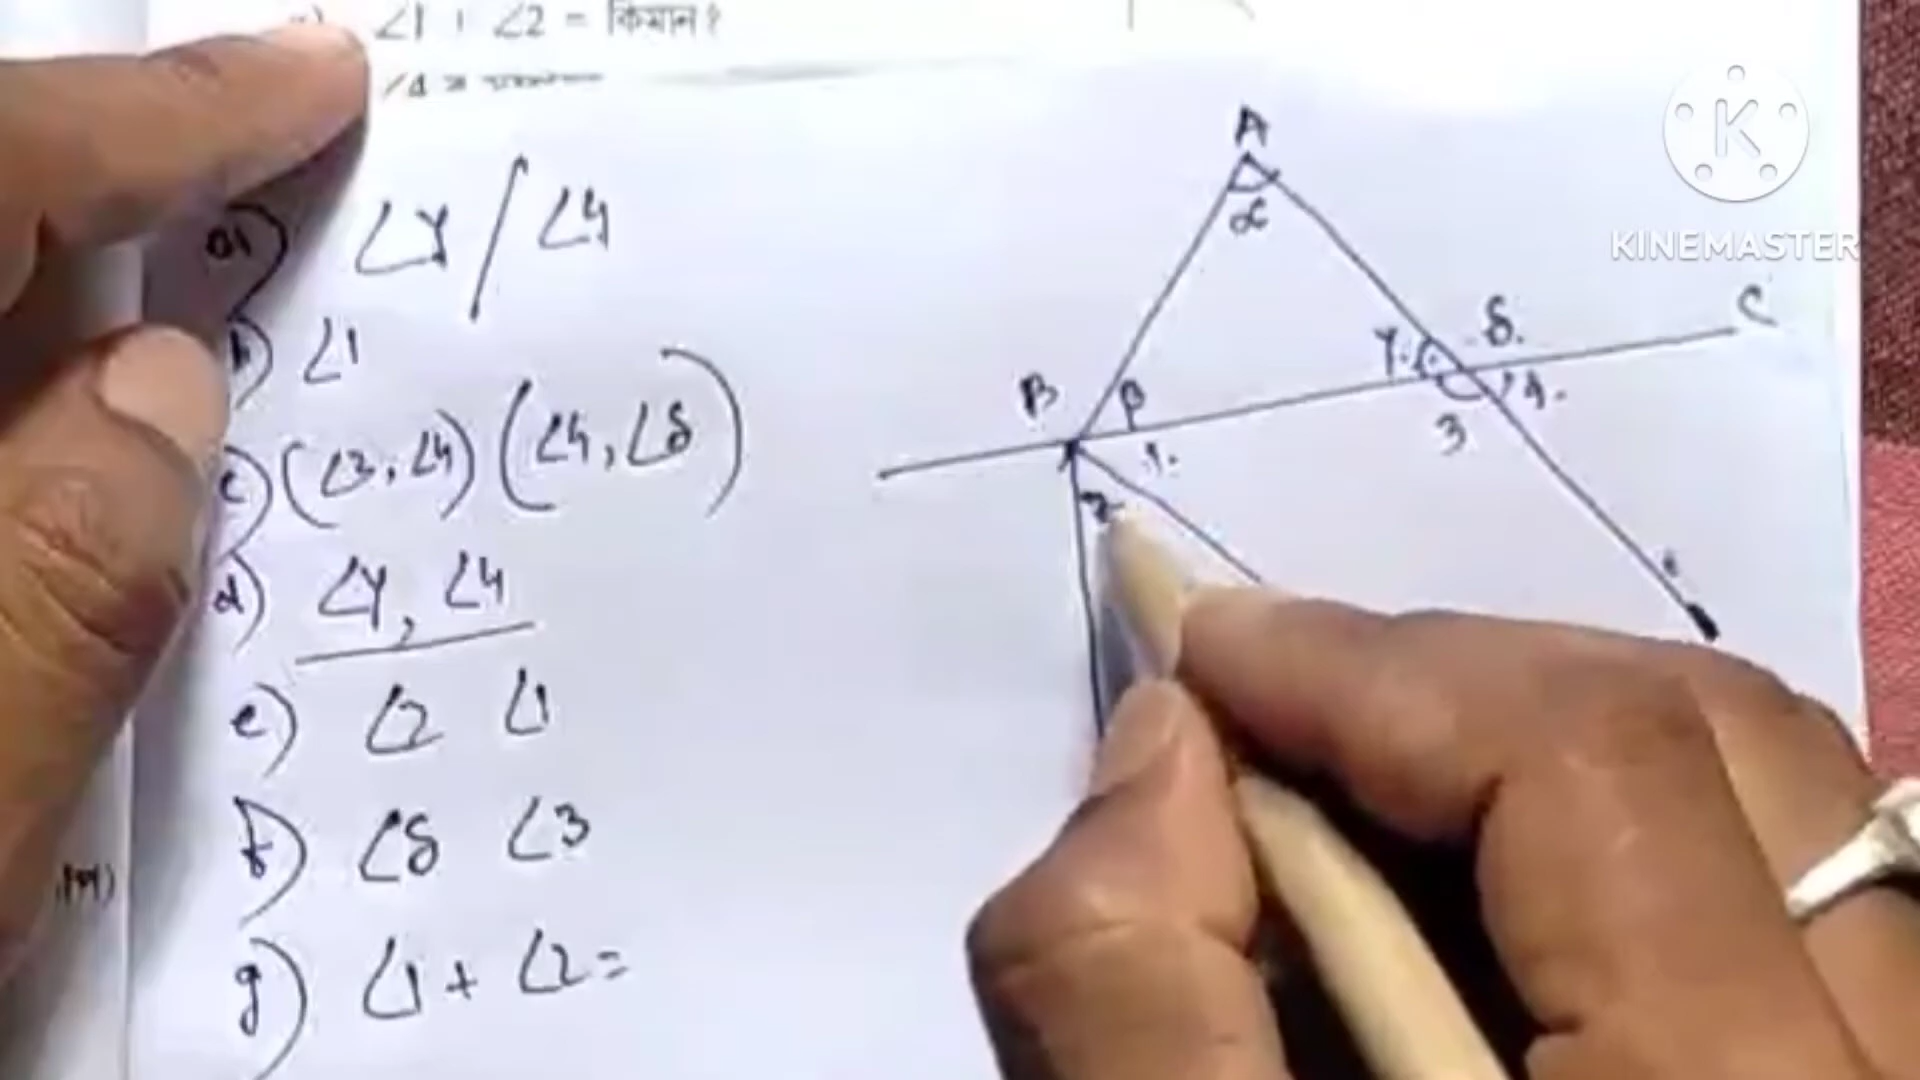 ∠1 + ∠2 = কিমান?
a) ∠γ / ∠4
b) ∠1
c) (∠3, ∠4) (∠4, ∠δ)
d) ∠γ, ∠4
e) ∠2 ∠1
f) ∠δ ∠3
g) ∠1 + ∠2 =
A
α
B
β
1.
2
γ.
δ.
C
3
4.
K
KINEMASTER